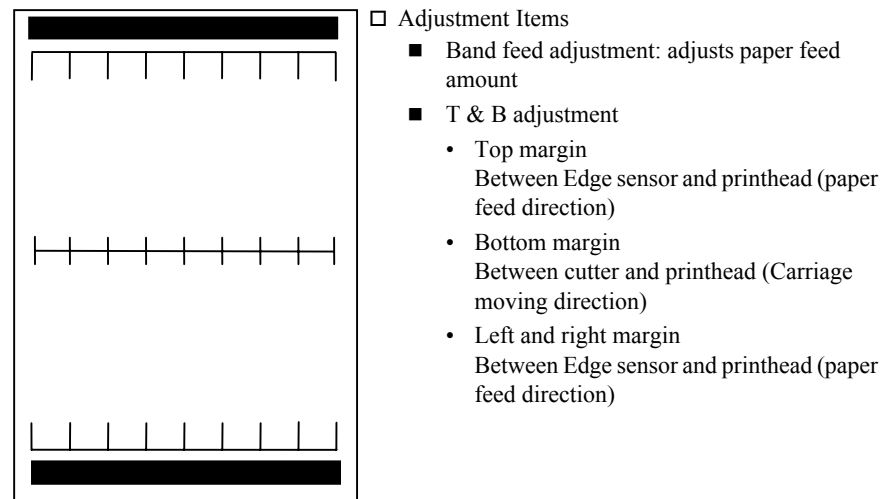 □ Adjustment Items
■ Band feed adjustment: adjusts paper feed
amount
■ T & B adjustment
• Top margin
Between Edge sensor and printhead (paper
feed direction)
• Bottom margin
Between cutter and printhead (Carriage
moving direction)
• Left and right margin
Between Edge sensor and printhead (paper
feed direction)